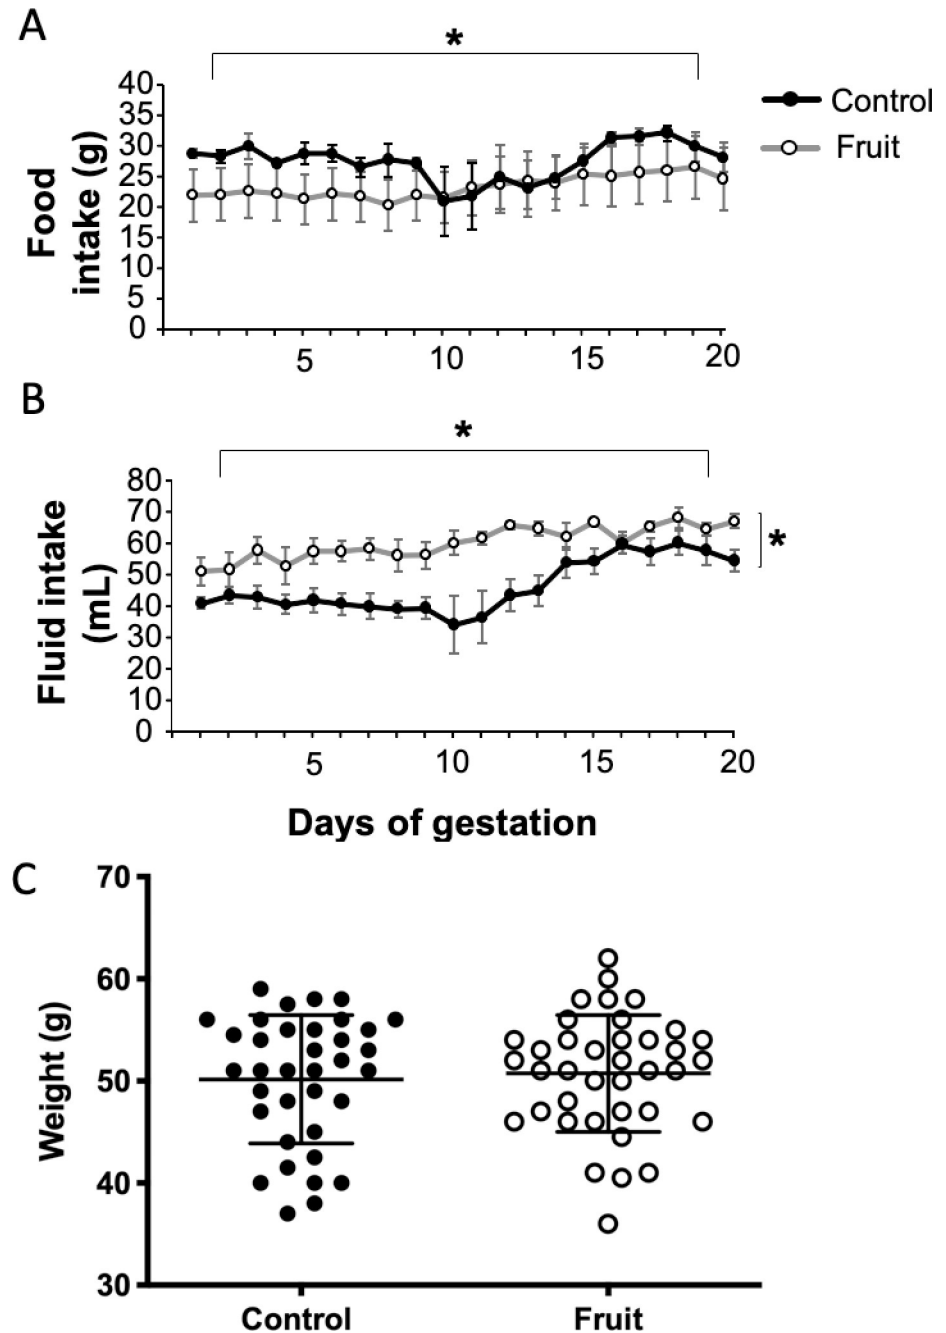 A
*
40
35
30
25
20
15
10
5
0
Food
intake (g)
Control
Fruit
5 10 15 20
B
*
80
70
60
50
40
30
20
10
0
Fluid intake
(mL)
*
5 10 15 20
Days of gestation
C
70
60
50
40
30
Weight (g)
Control Fruit